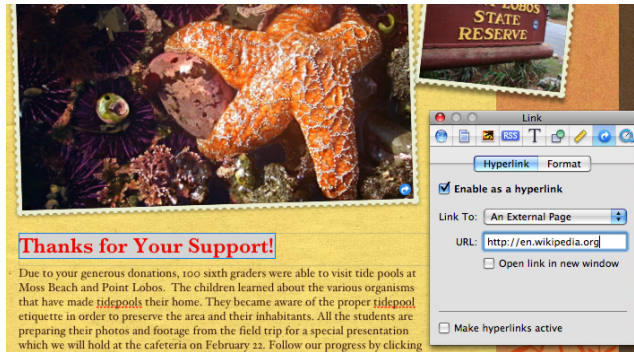 LOBOS
STATE
RESERVE
Link
RSS
T
Hyperlink Format
Enable as a hyperlink
Link To: An External Page
URL: http://en.wikipedia.org
Open link in new window
Make hyperlinks active
Thanks for Your Support!
Due to your generous donations, 100 sixth graders were able to visit tide pools at
Moss Beach and Point Lobos. The children learned about the various organisms
that have made tidepools their home. They became aware of the proper tidepool
etiquette in order to preserve the area and their inhabitants. All the students are
preparing their photos and footage from the field trip for a special presentation
which we will hold at the cafeteria on February 22. Follow our progress by clicking